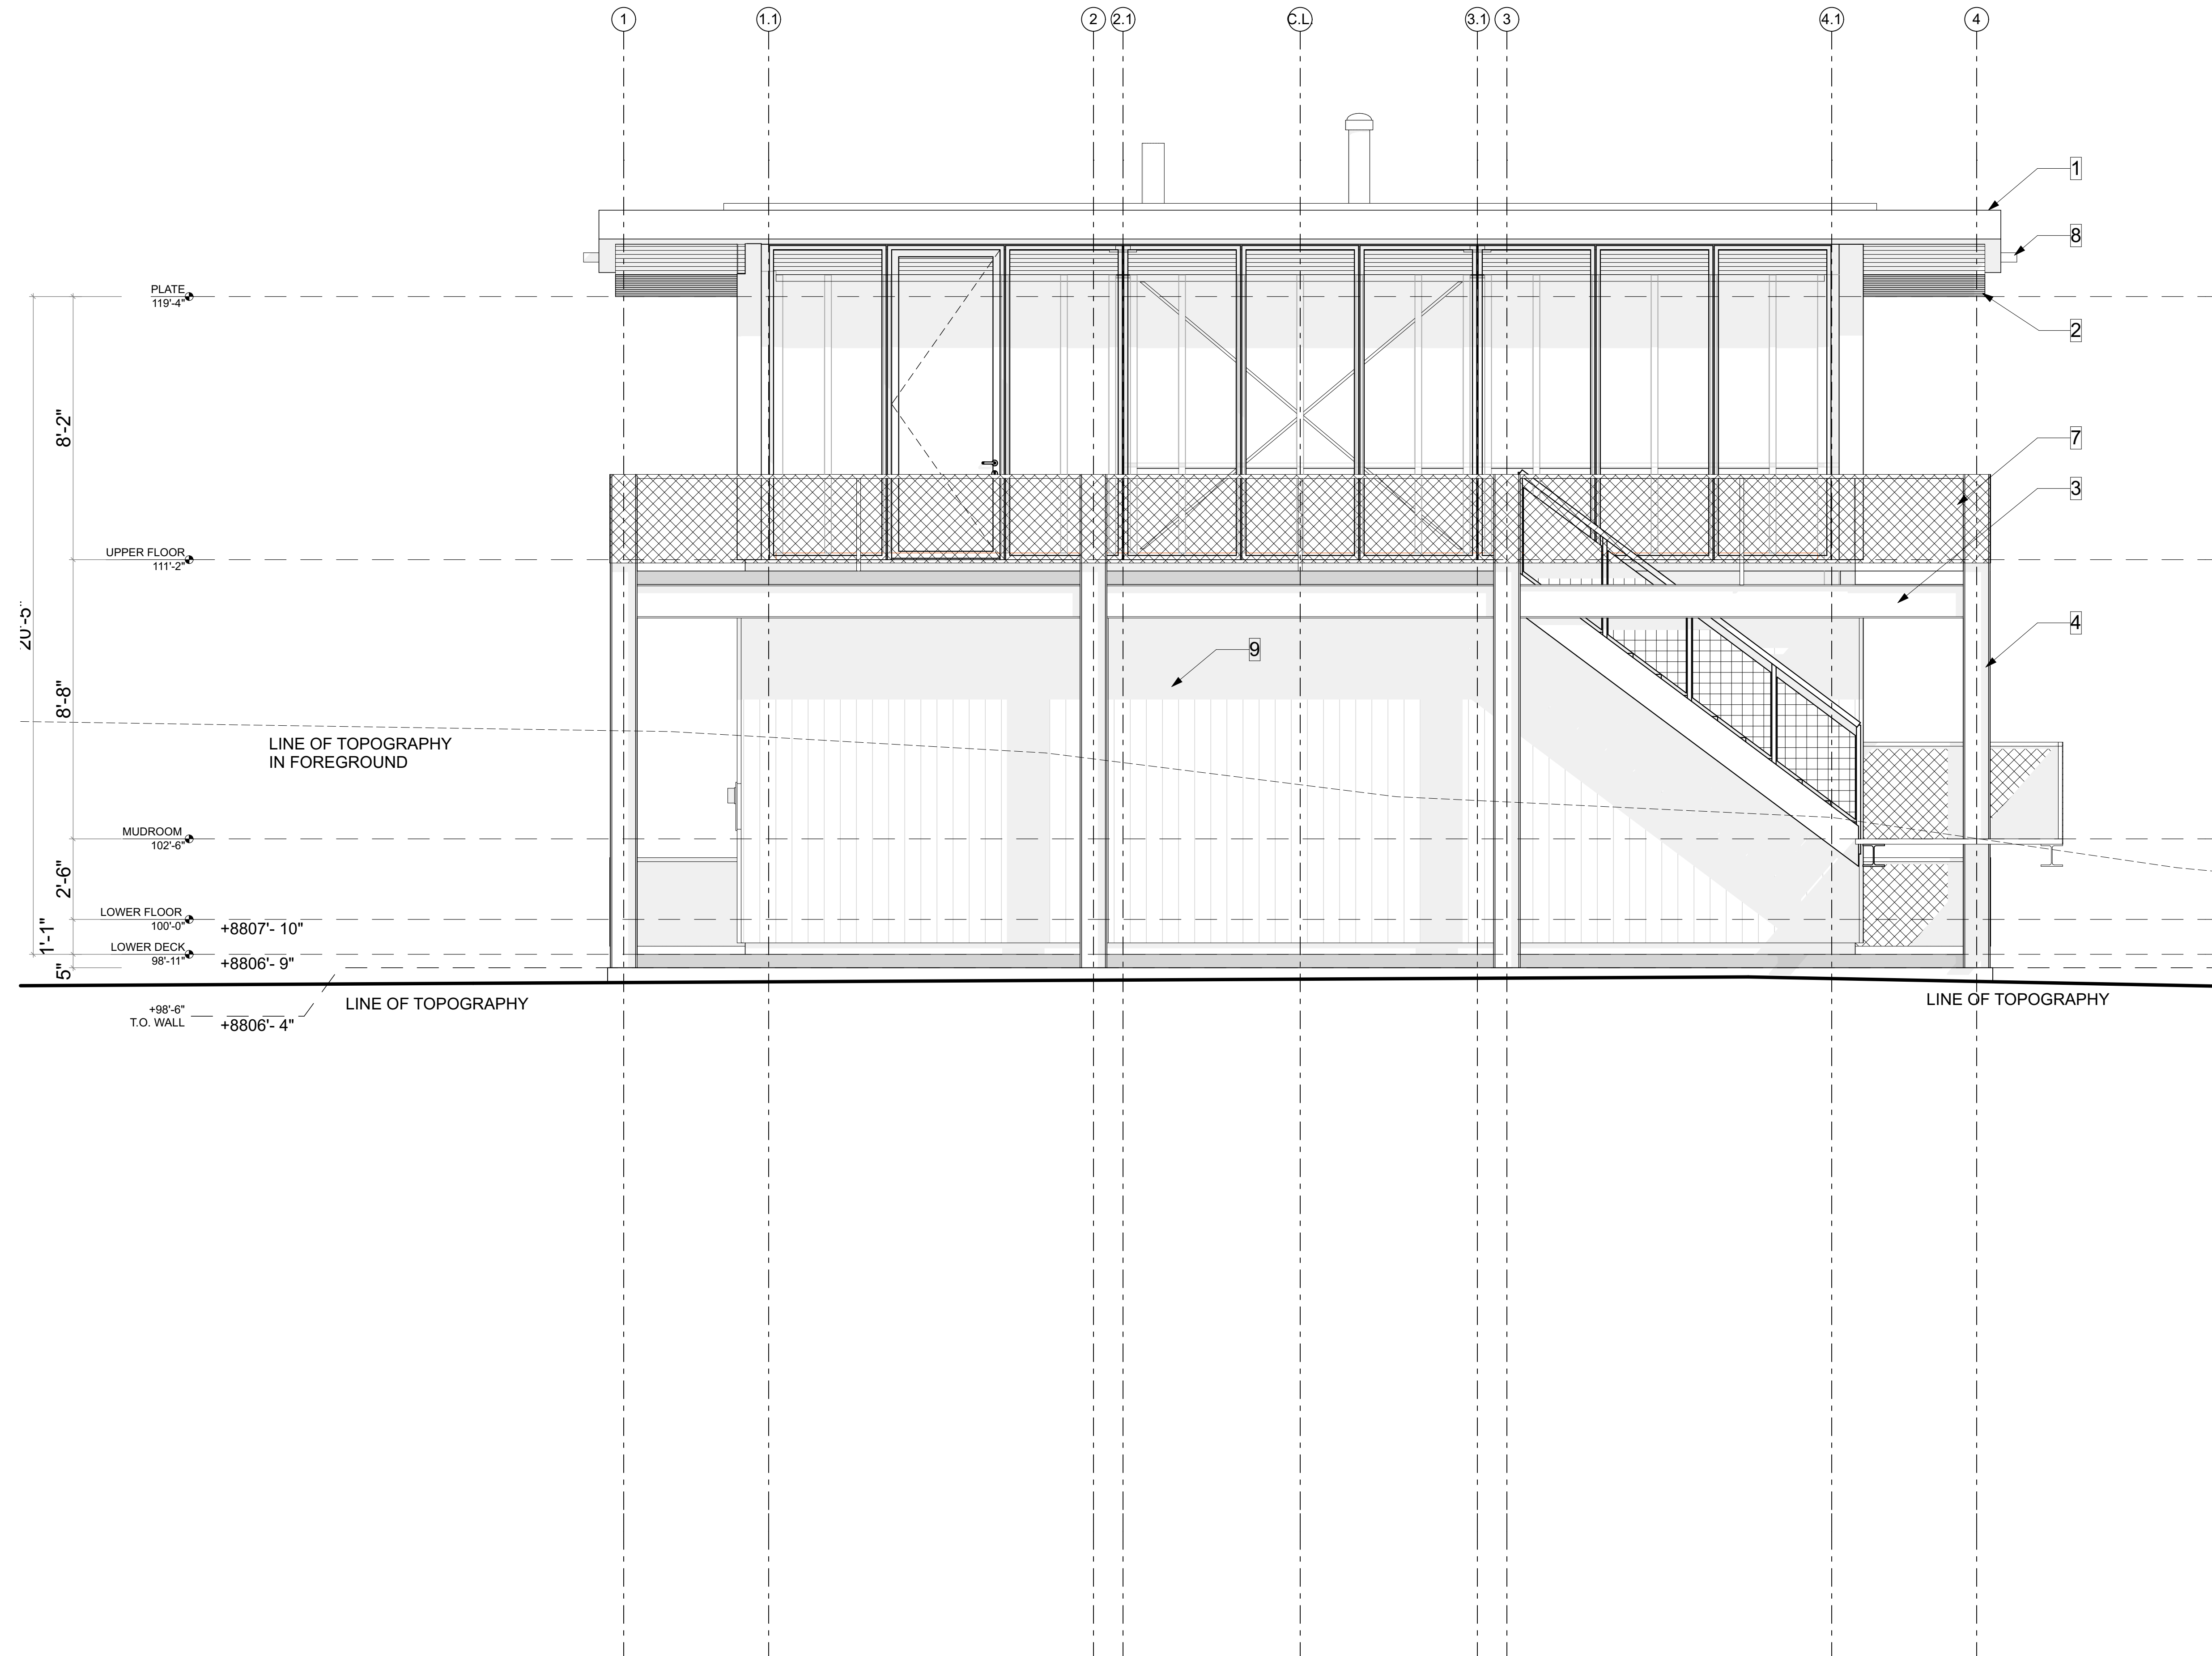 1
1.1
2
2.1
C.L.
3.1
3
4.1
4
1
8
PLATE
119'-4"
2
8'-2"
7
3
UPPER FLOOR
111'-2"
20'-5"
4
9
8'-8"
LINE OF TOPOGRAPHY
IN FOREGROUND
MUDROOM
102'-6"
2'-6"
LOWER FLOOR
100'-0"
+8807'- 10"
1'-1"
LOWER DECK
98'-11"
+8806'- 9"
5"
LINE OF TOPOGRAPHY
LINE OF TOPOGRAPHY
+98'-6"
T.O. WALL
+8806'- 4"